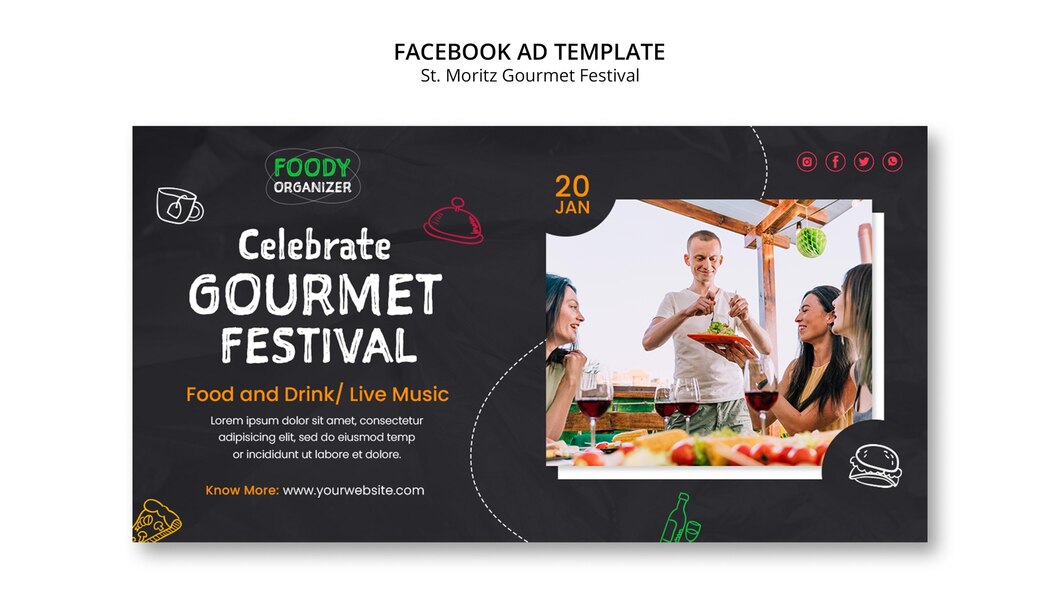 FACEBOOK AD TEMPLATE
St. Moritz Gourmet Festival
FOODY
ORGANIZER
Celebrate
GOURMET
FESTIVAL
Food and Drink/ Live Music
Lorem ipsum dolor sit amet, consectetur
adipisicing elit, sed do eiusmod temp
or incididunt ut labore et dolore.
Know More: www.yourwebsite.com
20
JAN